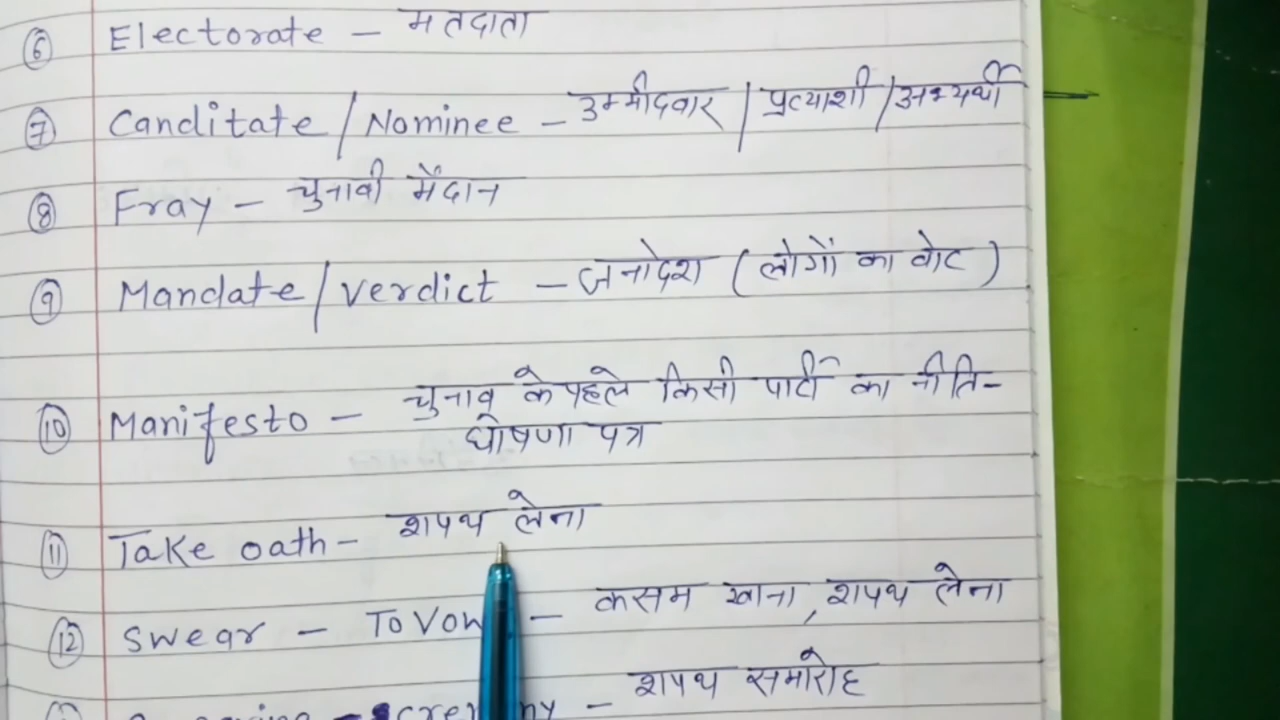 ⑥ Electorate - मतदाता
⑦ Canditate / Nominee - उम्मीदवार / प्रत्याशी / अभ्यर्थी
⑧ Fray - चुनावी मैदान
⑨ Mandate / Verdict - जनादेश (लोगों का वोट)
⑩ Manifesto - चुनाव के पहले किसी पार्टी का नीति-
घोषणा पत्र
⑪ Take oath - शपथ लेना
⑫ Swear - To Vow - कसम खाना, शपथ लेना
- शपथ समारोह